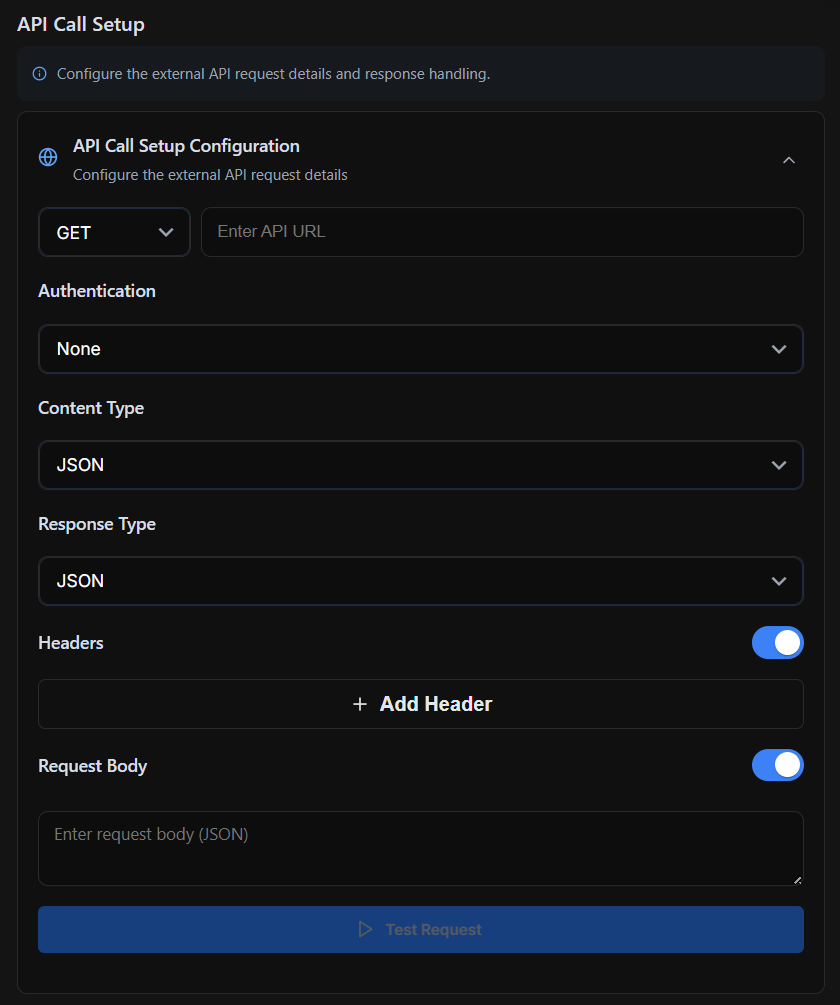 API Call Setup
Configure the external API request details and response handling.
API Call Setup Configuration
Configure the external API request details
GET
Enter API URL
Authentication
None
Content Type
JSON
Response Type
JSON
Headers
+ Add Header
Request Body
Enter request body (JSON)
Test Request